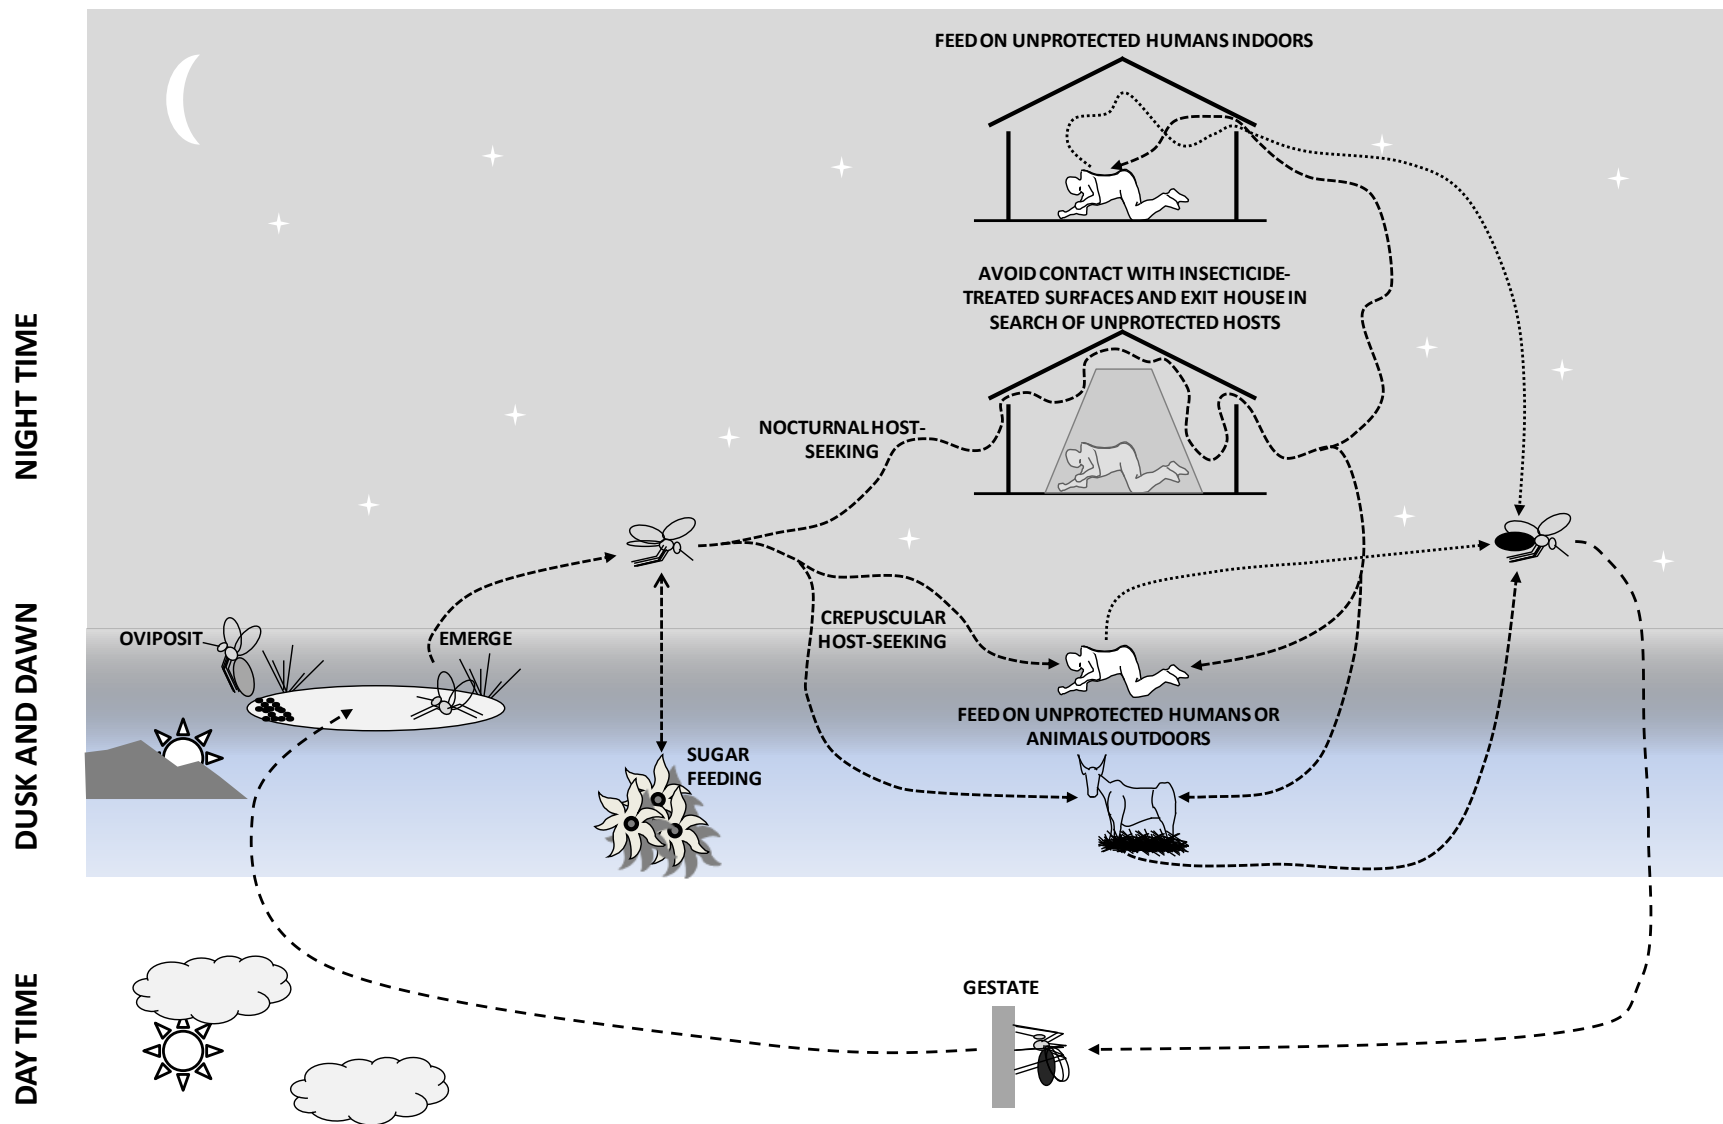 FEED ON UNPROTECTED HUMANS INDOORS
AVOID CONTACT WITH INSECTICIDE-
TREATED SURFACES AND EXIT HOUSE IN
SEARCH OF UNPROTECTED HOSTS
NIGHT TIME
NOCTURNAL HOST-
SEEKING
DUSK AND DAWN
OVIPOSIT
EMERGE
CREPUSCULAR
HOST-SEEKING
FEED ON UNPROTECTED HUMANS OR
ANIMALS OUTDOORS
SUGAR
FEEDING
DAY TIME
GESTATE